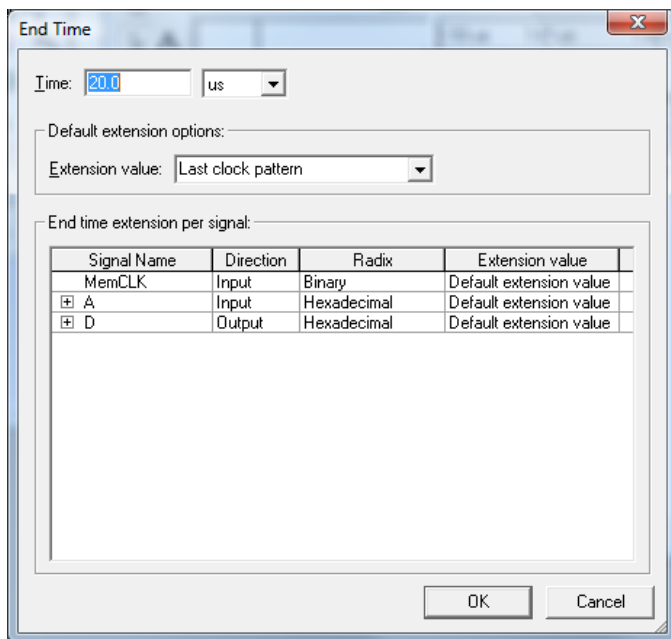 End Time
Time: 20.0 us
Default extension options:
Extension value: Last clock pattern
End time extension per signal:
Signal Name Direction Radix Extension value
MemCLK Input Binary Default extension value
A Input Hexadecimal Default extension value
D Output Hexadecimal Default extension value
OK Cancel